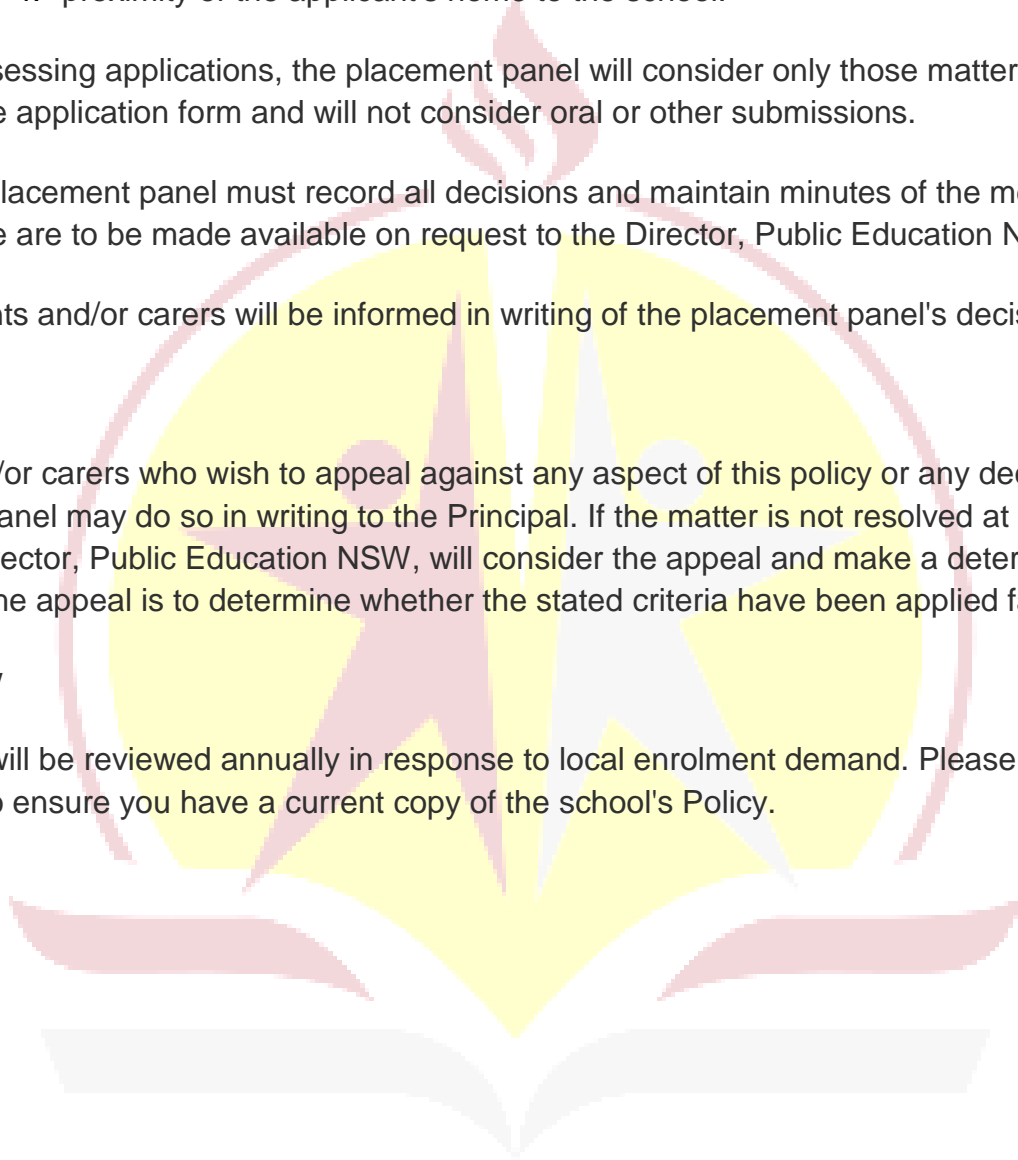 proximity of the applicant's home to the school.
sessing applications, the placement panel will consider only those matter
e application form and will not consider oral or other submissions.
lacement panel must record all decisions and maintain minutes of the m
e are to be made available on request to the Director, Public Education N
nts and/or carers will be informed in writing of the placement panel's decis
/or carers who wish to appeal against any aspect of this policy or any dec
anel may do so in writing to the Principal. If the matter is not resolved at
ector, Public Education NSW, will consider the appeal and make a deter
he appeal is to determine whether the stated criteria have been applied fa
will be reviewed annually in response to local enrolment demand. Please
o ensure you have a current copy of the school's Policy.